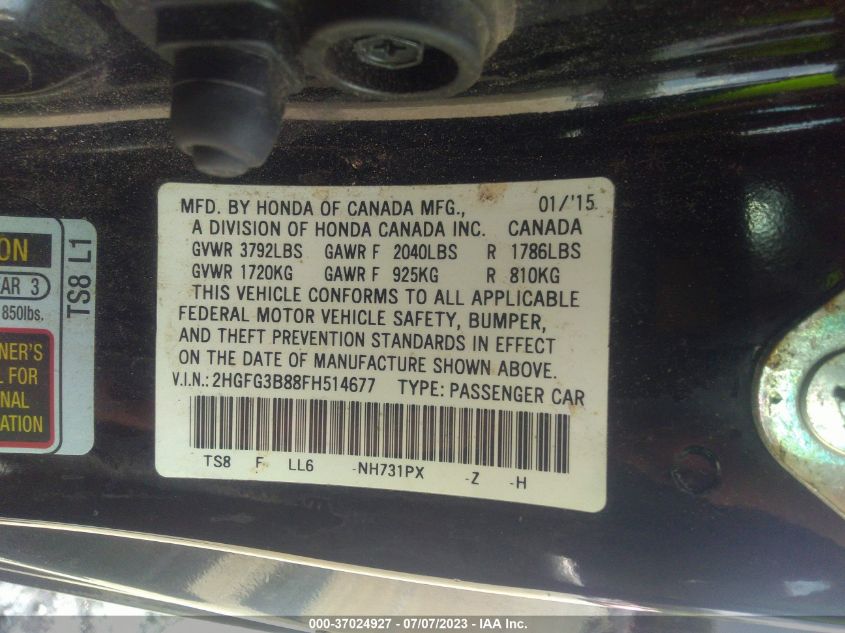 MFD. BY HONDA OF CANADA MFG., 01/'15
A DIVISION OF HONDA CANADA INC. CANADA
GVWR 3792LBS GAWR F 2040LBS R 1786LBS
GVWR 1720KG GAWR F 925KG R 810KG
THIS VEHICLE CONFORMS TO ALL APPLICABLE
FEDERAL MOTOR VEHICLE SAFETY, BUMPER,
AND THEFT PREVENTION STANDARDS IN EFFECT
ON THE DATE OF MANUFACTURE SHOWN ABOVE.
V.I.N.: 2HGFG3B88FH514677 TYPE: PASSENGER CAR
TS8 F LL6 -NH731PX -Z -H
ON
AR 3
850lbs.
NER'S
L FOR
NAL
ATION
TS8 L1
000-37024927 - 07/07/2023 - IAA Inc.